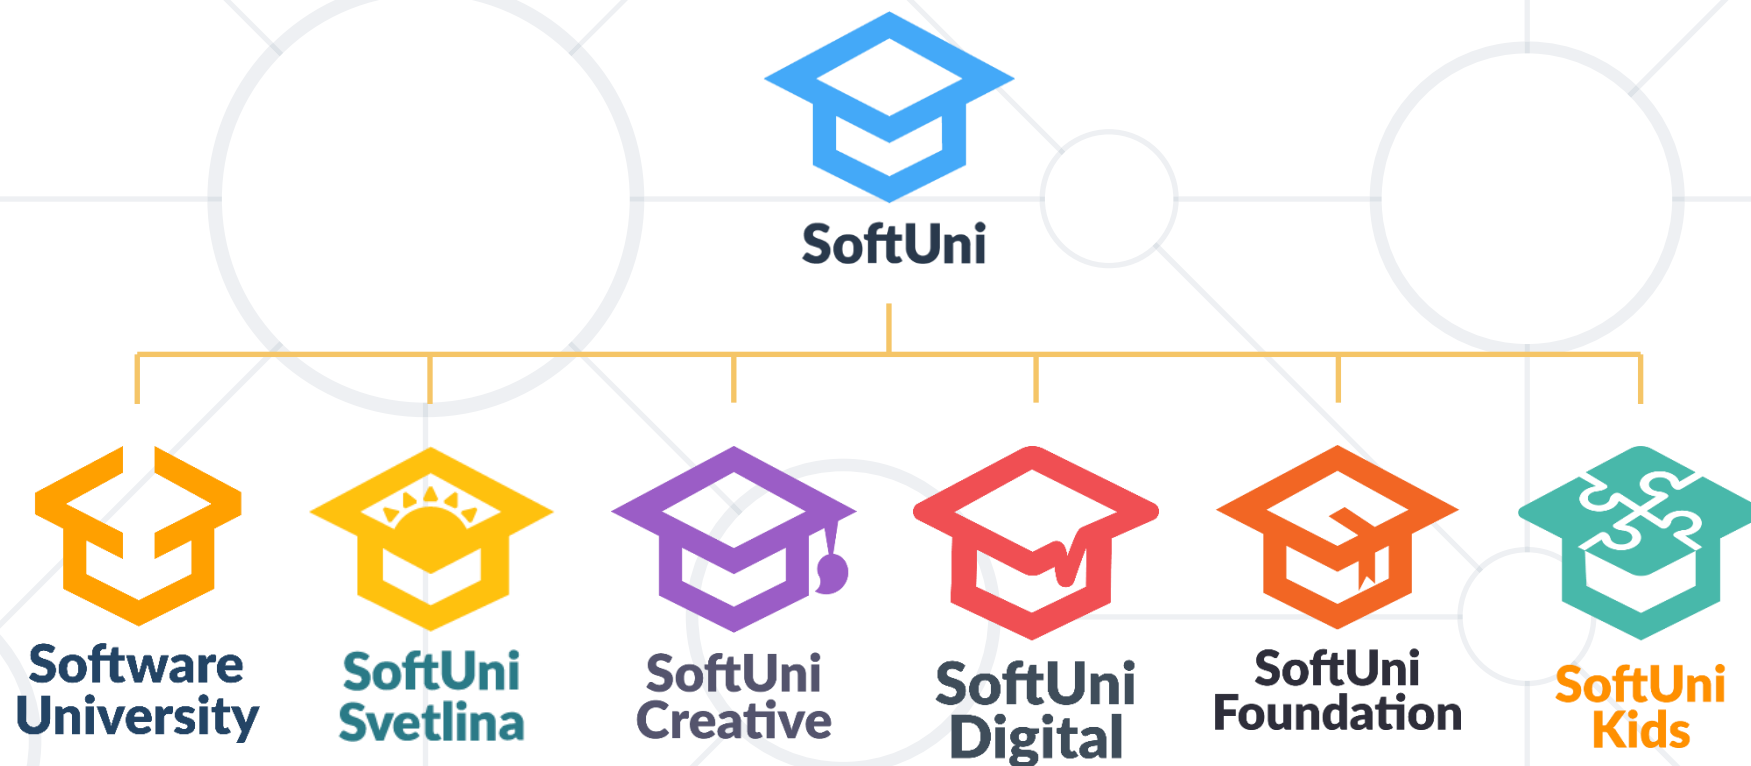 SoftUni
Software
University
SoftUni
Svetlina
SoftUni
Creative
SoftUni
Digital
SoftUni
Foundation
SoftUni
Kids